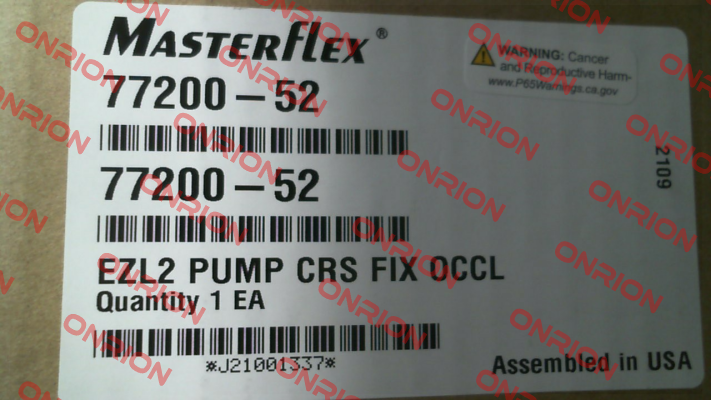 MASTERFLEX®
WARNING: Cancer
and Reproductive Harm-
www.P65Warnings.ca.gov
77200-52
77200-52
2109
EZL2 PUMP CRS FIX OCCL
Quantity 1 EA
*J21001337*
Assembled in USA
ONRION